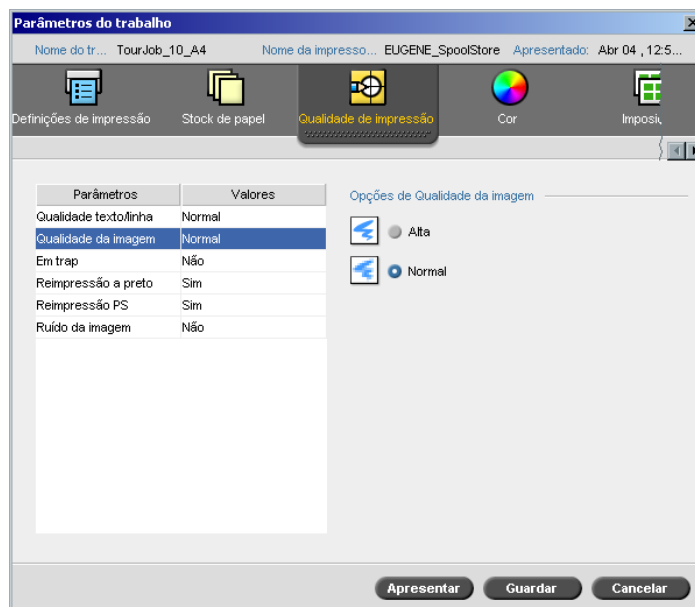 Parâmetros do trabalho
Nome do tr... TourJob_10_A4 Nome da impresso... EUGENE_SpoolStore Apresentado: Abr 04 , 12:5...
Definições de impressão Stock de papel Qualidade de impressão Cor Imposiç
Parâmetros Valores Opções de Qualidade da imagem
Qualidade texto/linha Normal
Alta
Qualidade da imagem Normal
Em trap Não
Normal
Reimpressão a preto Sim
Reimpressão PS Sim
Ruído da imagem Não
Apresentar Guardar Cancelar